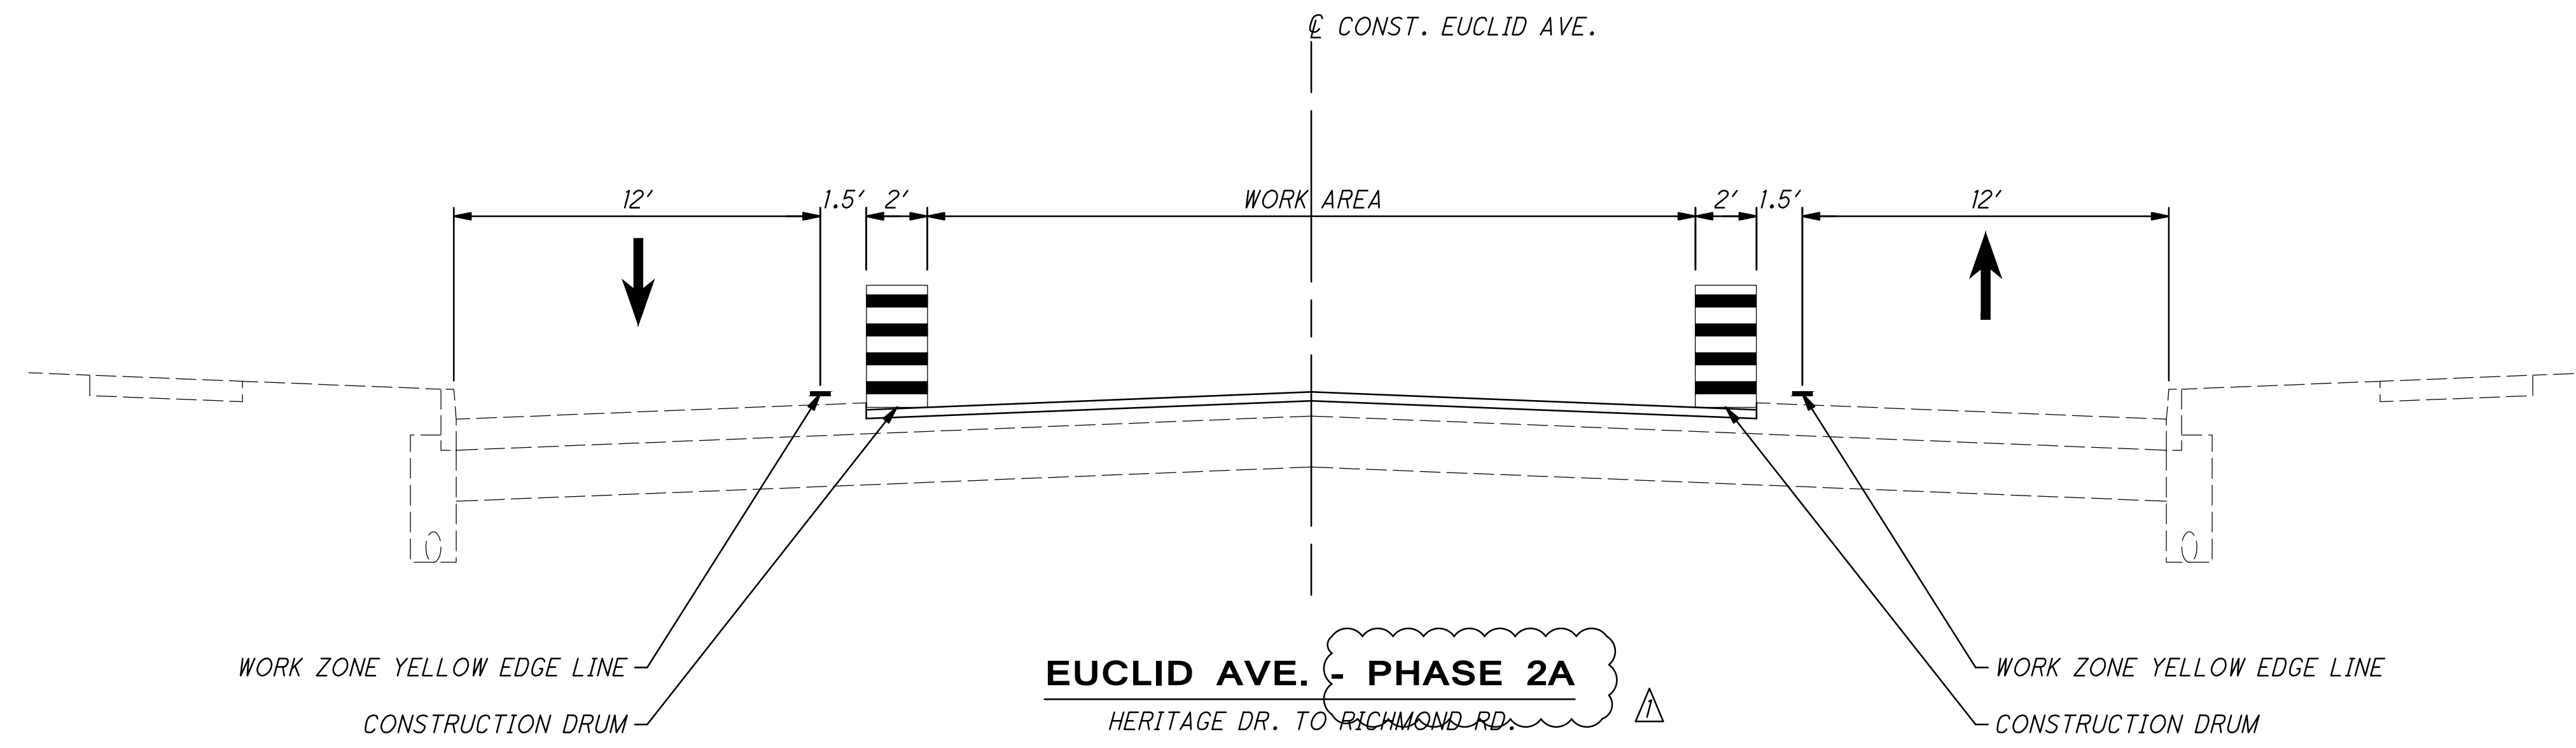 ℄ CONST. EUCLID AVE.
12' 1.5' 2' WORK AREA 2' 1.5' 12'
WORK ZONE YELLOW EDGE LINE
CONSTRUCTION DRUM
EUCLID AVE. - PHASE 2A
HERITAGE DR. TO RICHMOND RD.
1
WORK ZONE YELLOW EDGE LINE
CONSTRUCTION DRUM